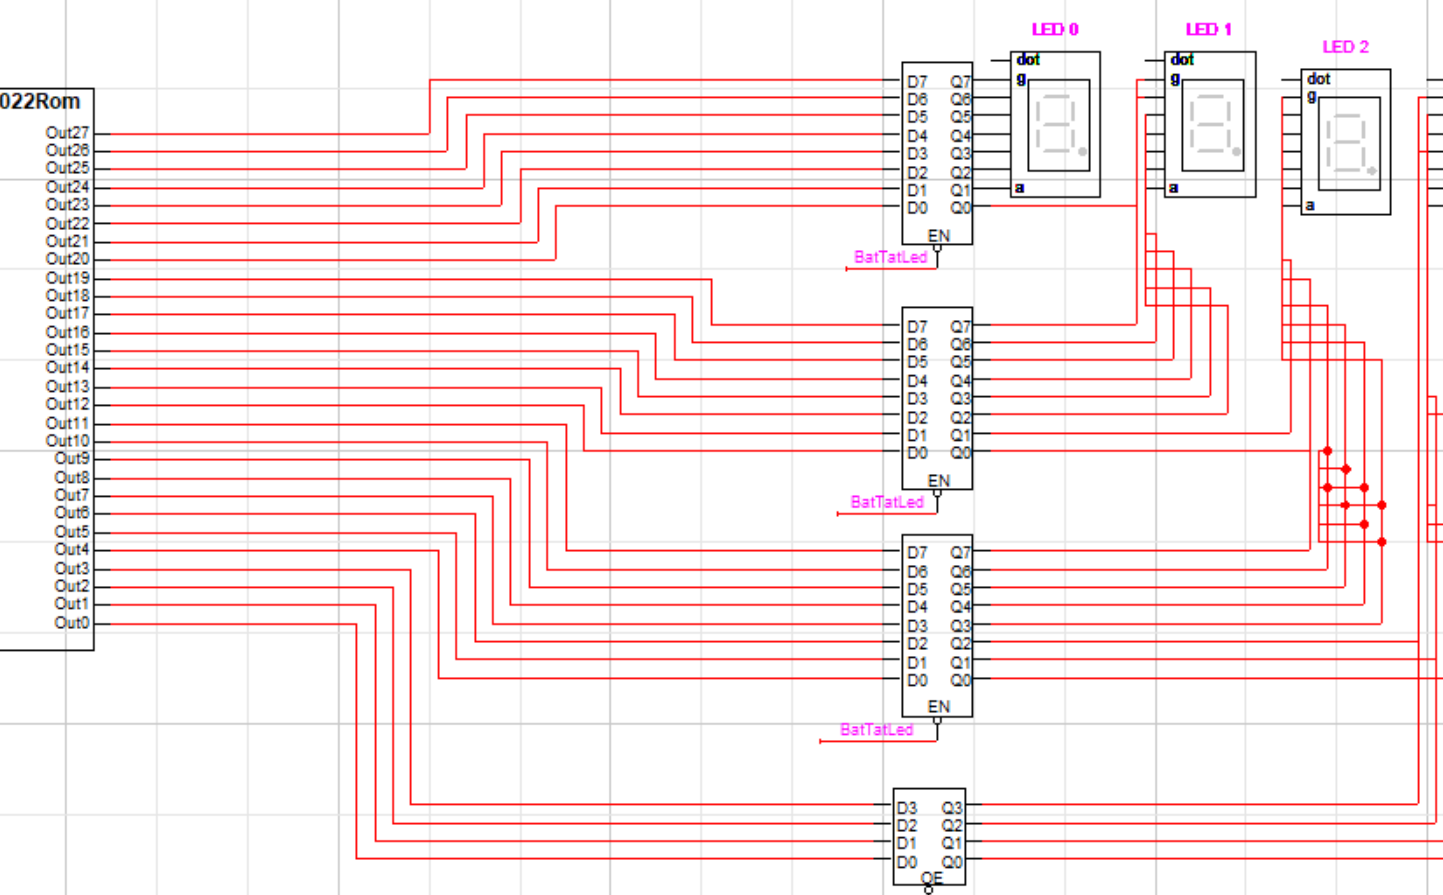 LED 0
LED 1
LED 2
022Rom
Out27
Out26
Out25
Out24
Out23
Out22
Out21
Out20
Out19
Out18
Out17
Out16
Out15
Out14
Out13
Out12
Out11
Out10
Out9
Out8
Out7
Out6
Out5
Out4
Out3
Out2
Out1
Out0
D7 Q7
D6 Q6
D5 Q5
D4 Q4
D3 Q3
D2 Q2
D1 Q1
D0 Q0
EN
BatTatLed
dot
g
a
dot
g
a
dot
g
a
D7 Q7
D6 Q6
D5 Q5
D4 Q4
D3 Q3
D2 Q2
D1 Q1
D0 Q0
EN
BatTatLed
D7 Q7
D6 Q6
D5 Q5
D4 Q4
D3 Q3
D2 Q2
D1 Q1
D0 Q0
EN
BatTatLed
D3 Q3
D2 Q2
D1 Q1
D0 Q0
OE